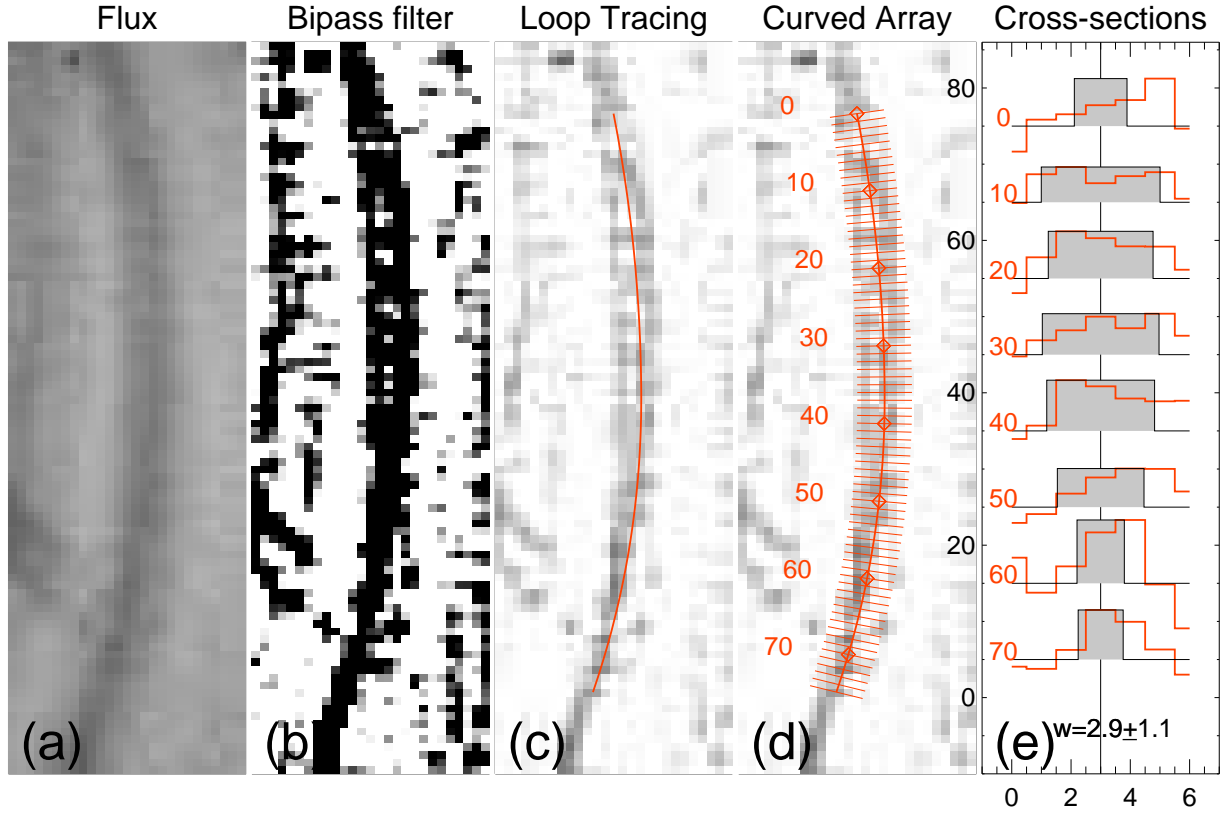 Flux
Bipass filter
Loop Tracing
Curved Array
Cross-sections
0
10
20
30
40
50
60
70
0
10
20
30
40
50
60
70
80
60
40
20
0
w=2.9±1.1
(a)
(b)
(c)
(d)
(e)
0 2 4 6